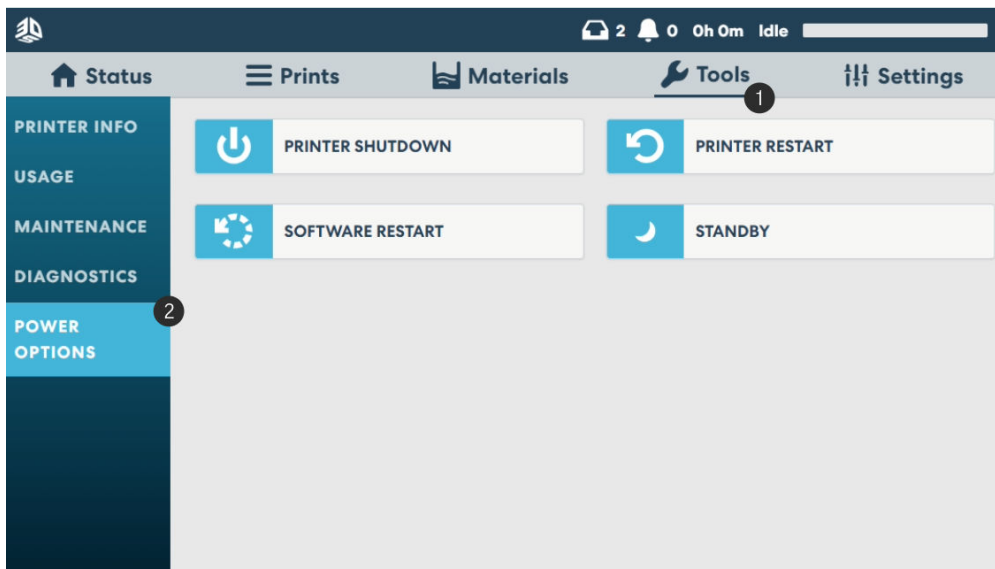 3D
2 0 0h 0m Idle
Status Prints Materials Tools Settings
1
PRINTER INFO
USAGE
MAINTENANCE
DIAGNOSTICS
POWER
OPTIONS
2
PRINTER SHUTDOWN
PRINTER RESTART
SOFTWARE RESTART
STANDBY